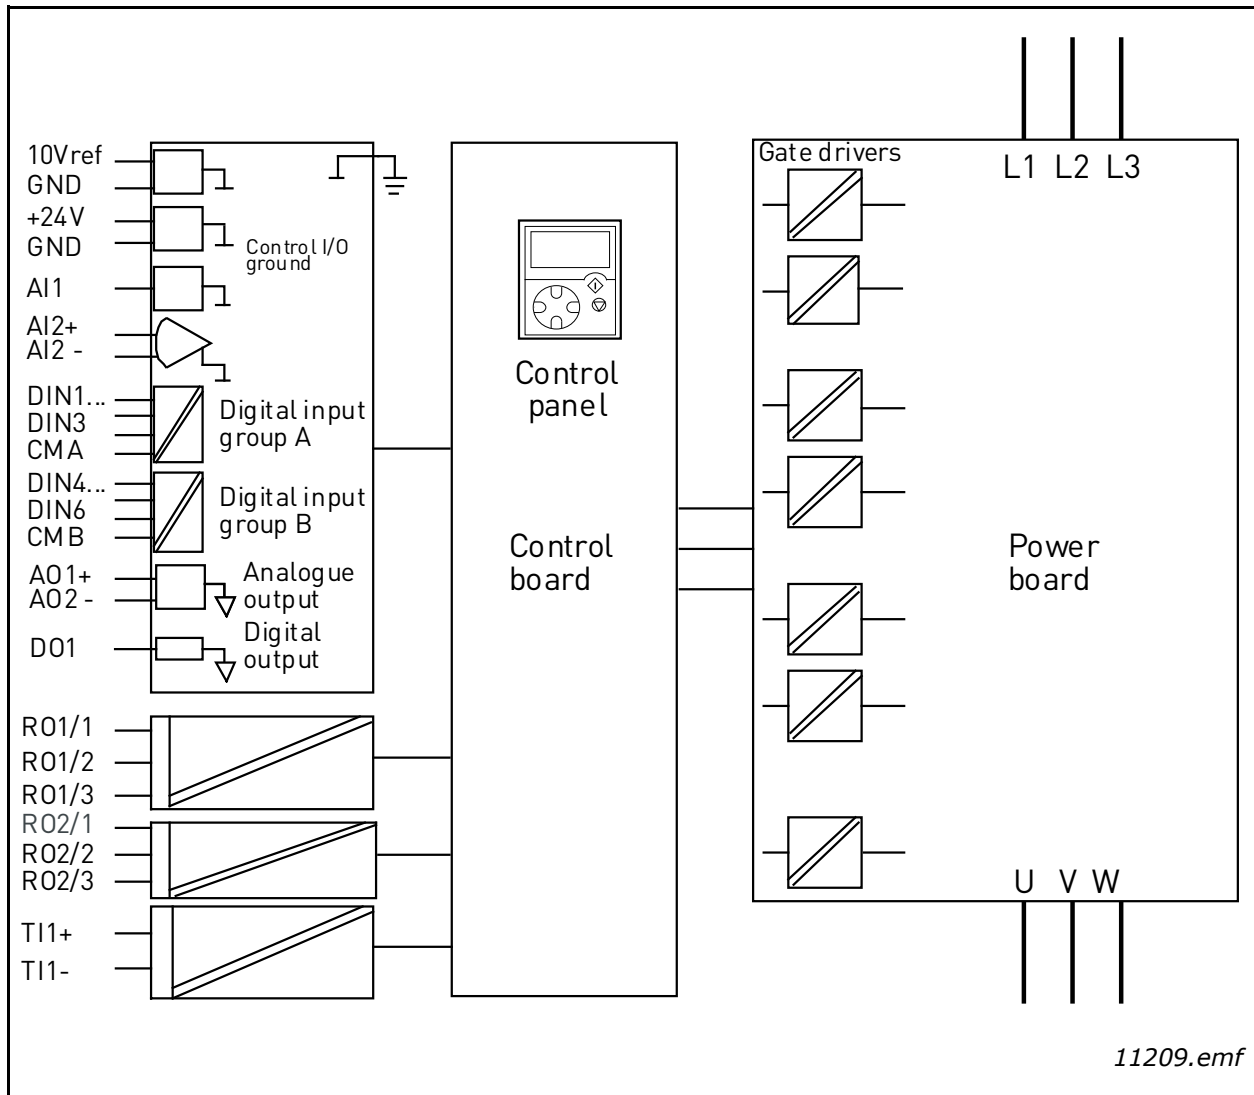 10Vref
GND
+24V
GND
Control I/O
ground
AI1
AI2+
AI2 -
DIN1...
DIN3
CMA
Digital input
group A
DIN4...
DIN6
CMB
Digital input
group B
AO1+
AO2 -
Analogue
output
DO1
Digital
output
RO1/1
RO1/2
RO1/3
RO2/1
RO2/2
RO2/3
TI1+
TI1-
Control
panel
Control
board
Gate drivers
L1 L2 L3
Power
board
U V W
11209.emf